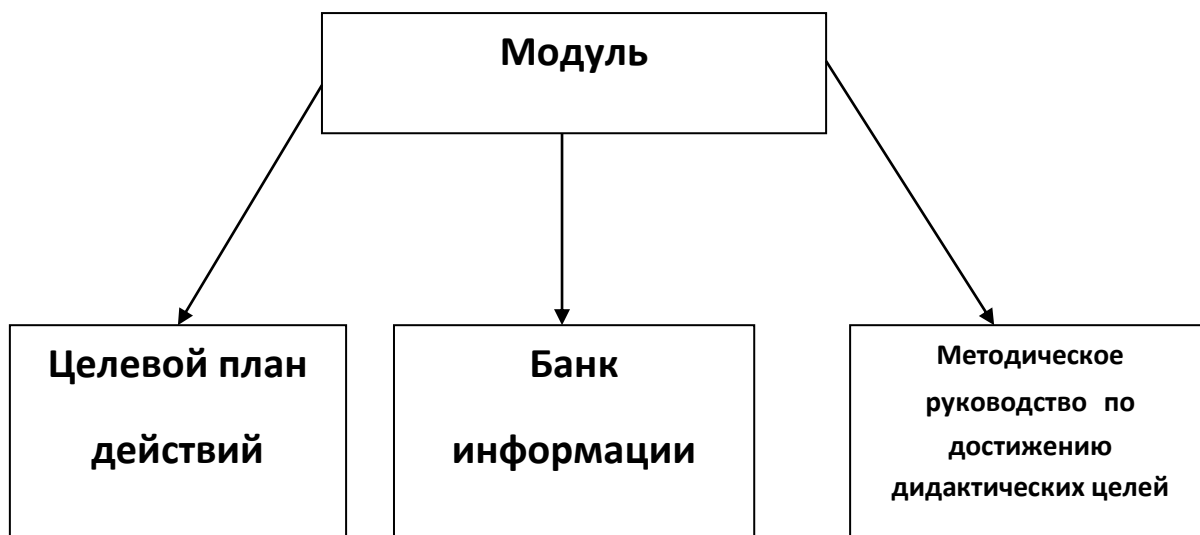 Модуль
Целевой план
действий
Банк
информации
Методическое
руководство по
достижению
дидактических целей